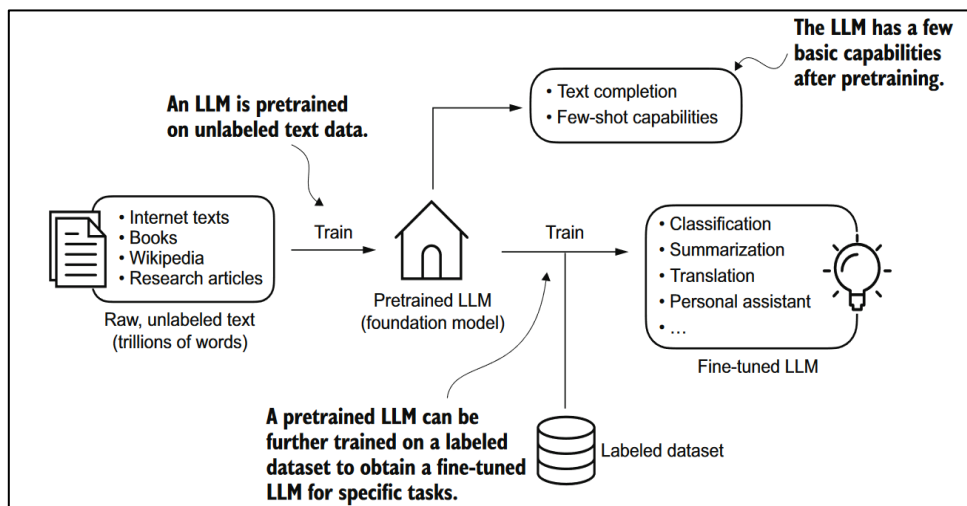 The LLM has a few
basic capabilities
after pretraining.
An LLM is pretrained
on unlabeled text data.
• Text completion
• Few-shot capabilities
• Internet texts
• Books
• Wikipedia
• Research articles
Raw, unlabeled text
(trillions of words)
Train
Pretrained LLM
(foundation model)
Train
• Classification
• Summarization
• Translation
• Personal assistant
• ...
Fine-tuned LLM
A pretrained LLM can be
further trained on a labeled
dataset to obtain a fine-tuned
LLM for specific tasks.
Labeled dataset